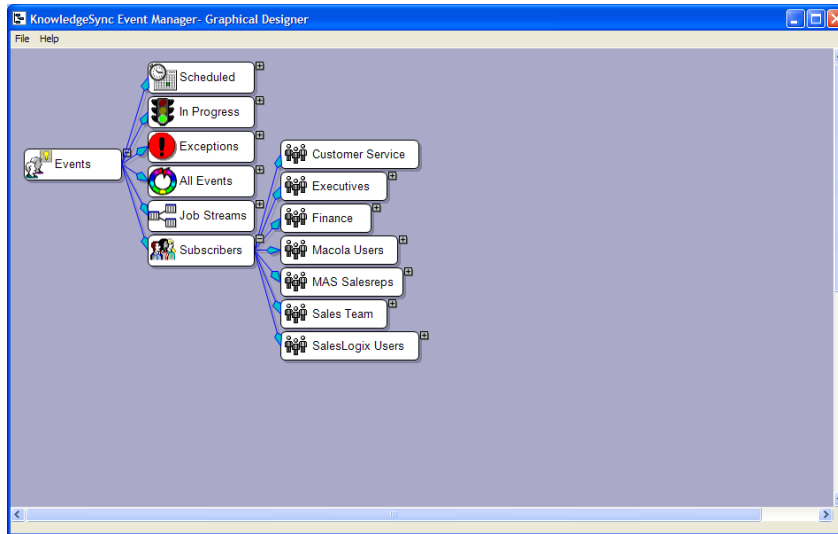 KnowledgeSync Event Manager- Graphical Designer
File Help
Events
Scheduled
In Progress
Exceptions
All Events
Job Streams
Subscribers
Customer Service
Executives
Finance
Macola Users
MAS Salesreps
Sales Team
SalesLogix Users